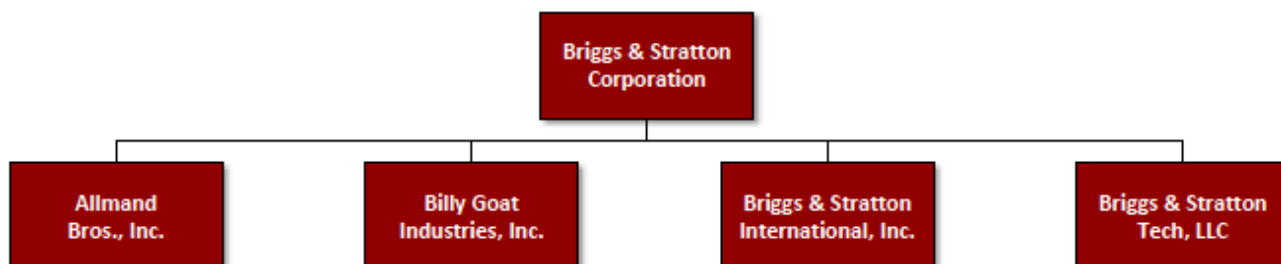 Briggs & Stratton
Corporation
Allmand
Bros., Inc.
Billy Goat
Industries, Inc.
Briggs & Stratton
International, Inc.
Briggs & Stratton
Tech, LLC